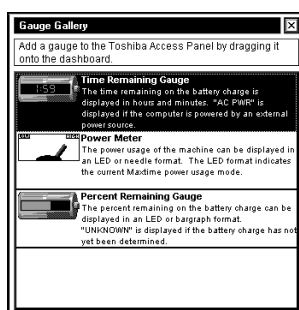 Gauge Gallery
Add a gauge to the Toshiba Access Panel by dragging it
onto the dashboard.
1:59
Time Remaining Gauge
The time remaining on the battery charge is
displayed in hours and minutes. "AC PWR" is
displayed if the computer is powered by an external
power source.
LOW HIGH
Power Meter
The power usage of the machine can be displayed in
an LED or needle format. The LED format indicates
the current Maxtime power usage mode.
Percent Remaining Gauge
The percent remaining on the battery charge can be
displayed in an LED or bargraph format.
"UNKNOWN" is displayed if the battery charge has not
yet been determined.